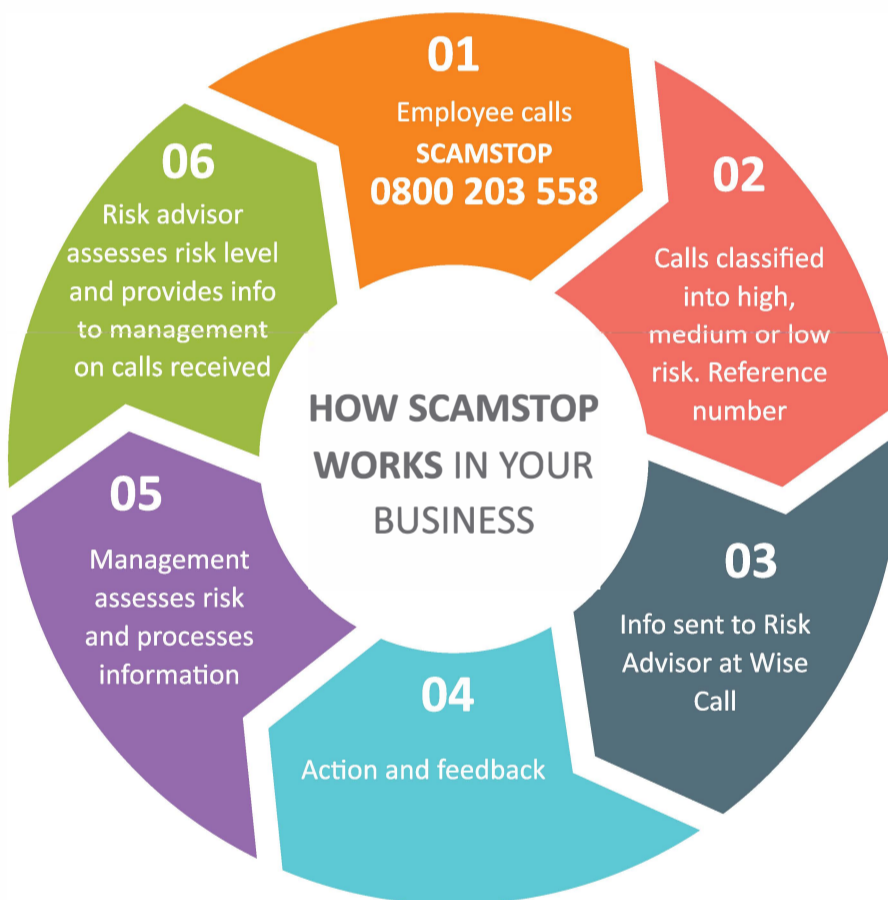 01
Employee calls
SCAMSTOP
0800 203 558
02
Calls classified
into high,
medium or low
risk. Reference
number
03
Info sent to Risk
Advisor at Wise
Call
04
Action and feedback
05
Management
assesses risk
and processes
information
06
Risk advisor
assesses risk level
and provides info
to management
on calls received
HOW SCAMSTOP
WORKS IN YOUR
BUSINESS